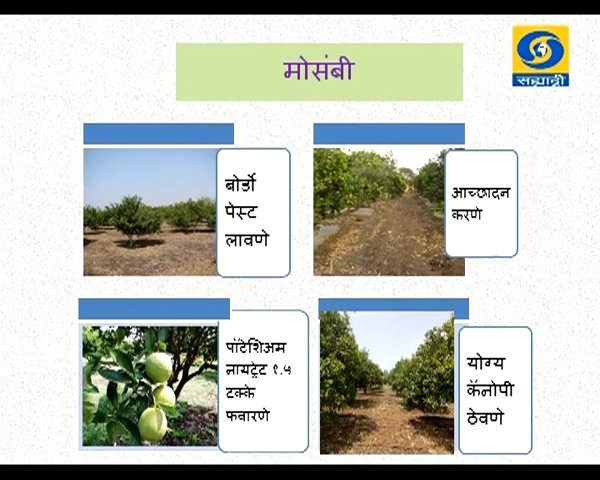 सह्याद्री
मोसंबी
बोर्डो
पेस्ट
लावणे
आच्छादन
करणे
पोटेशिअम
नायट्रेट १.५
टक्के
फवारणे
योग्य
कॅनोपी
ठेवणे